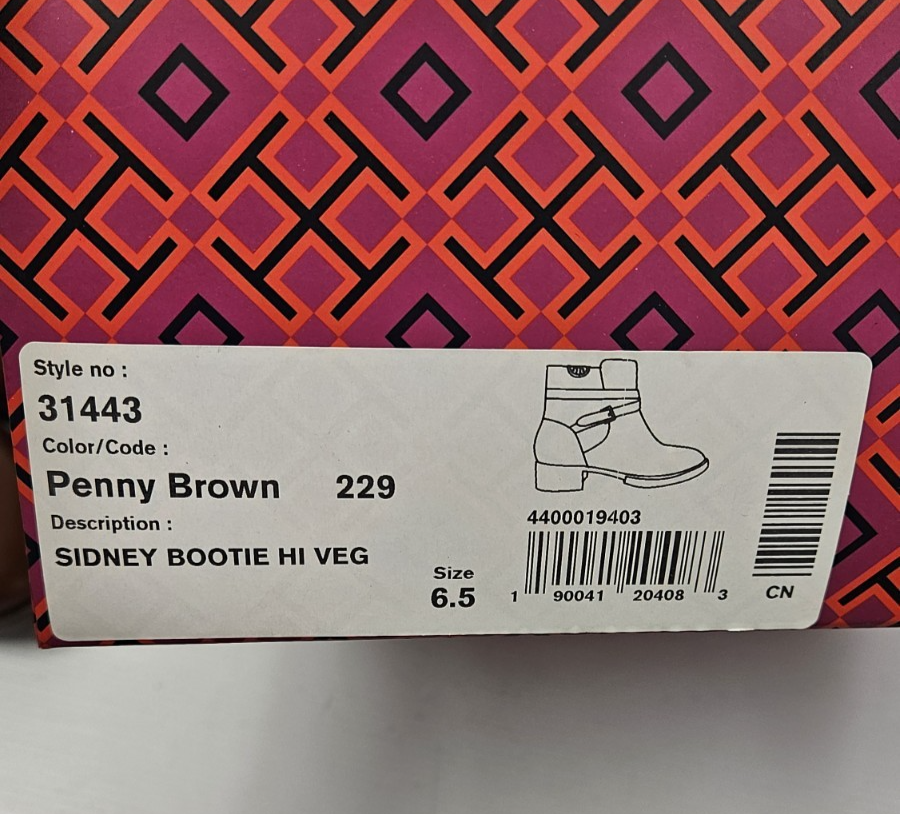 Style no :
31443
Color/Code :
Penny Brown 229
Description :
SIDNEY BOOTIE HI VEG
Size
6.5
4400019403
1 90041 20408 3
CN